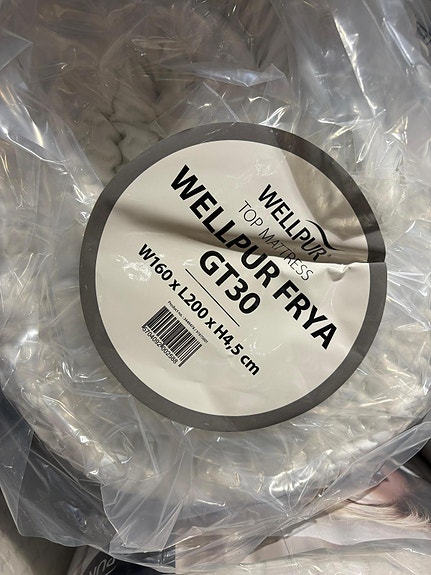 WELLPUR
TOP MATTRESS
WELLPUR FRYA
GT30
W160 x L200 x H4,5 cm